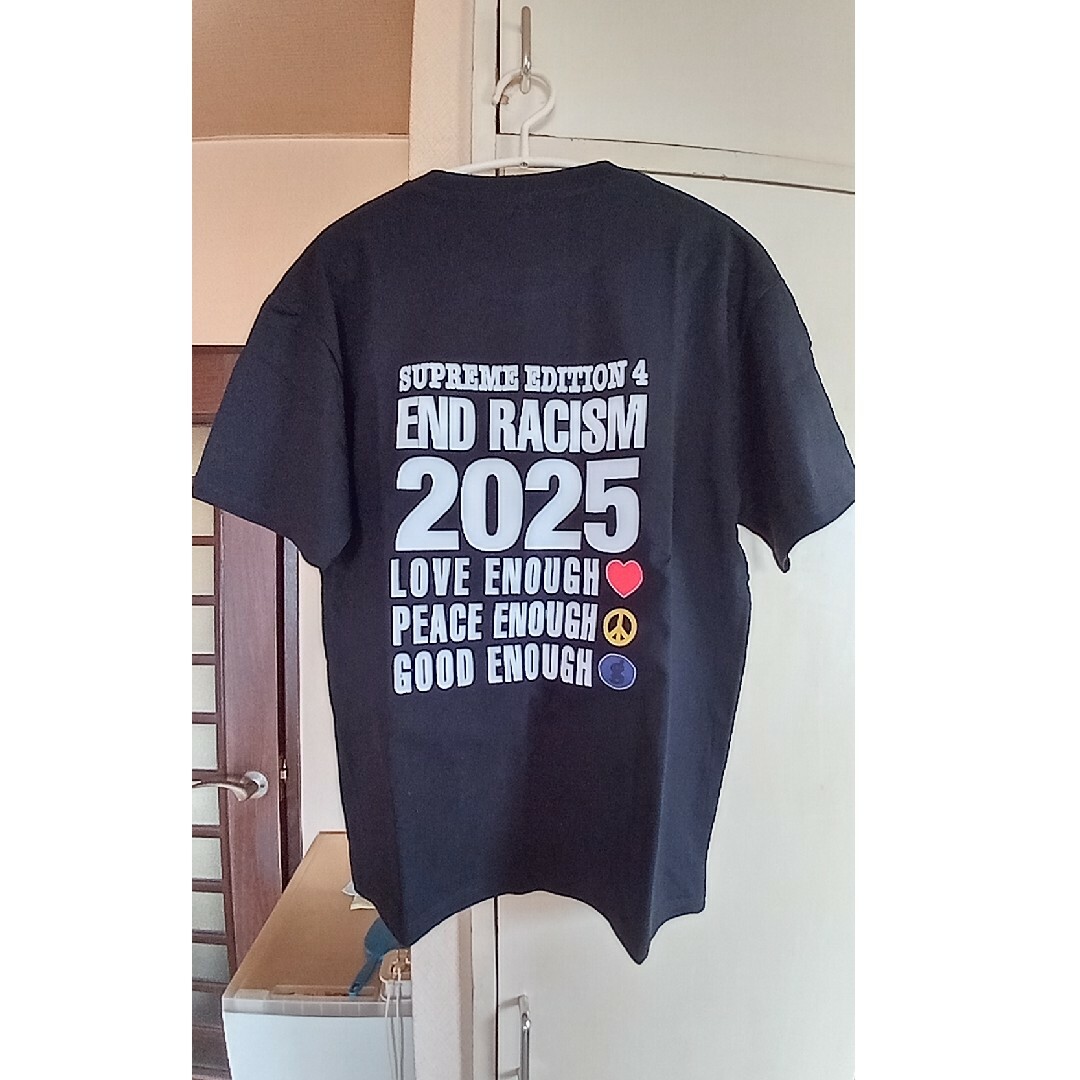 SUPREME EDITION 4
END RACISM
2025
LOVE ENOUGH
PEACE ENOUGH
GOOD ENOUGH g